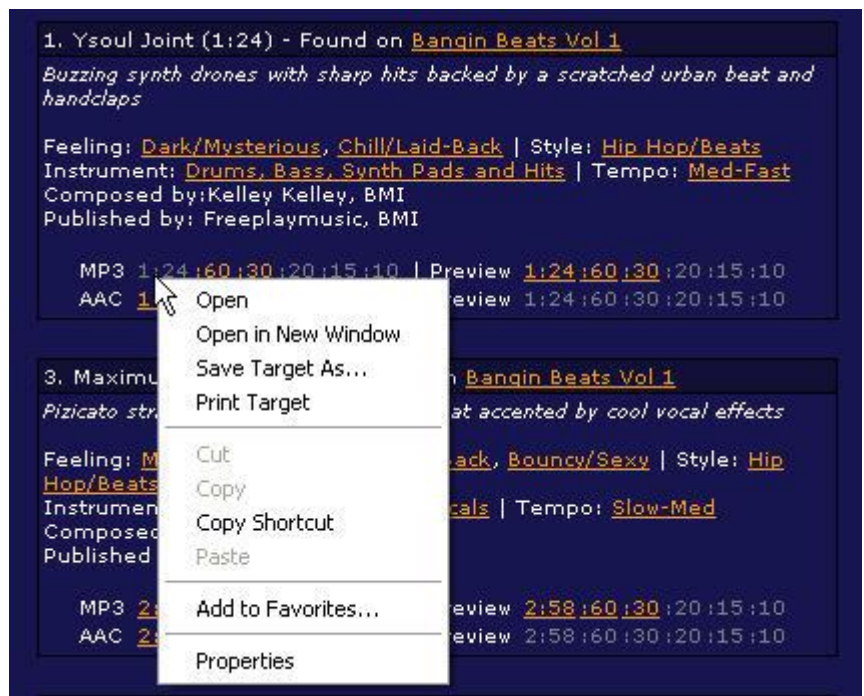 1. Ysoul Joint (1:24) - Found on Bangin Beats Vol 1
Buzzing synth drones with sharp hits backed by a scratched urban beat and
handclaps
Feeling: Dark/Mysterious, Chill/Laid-Back | Style: Hip Hop/Beats
Instrument: Drums, Bass, Synth Pads and Hits | Tempo: Med-Fast
Composed by:Kelley Kelley, BMI
Published by: Freeplaymusic, BMI
MP3 1:24 :60 :30 :20 :15 :10 | Preview 1:24 :60 :30 :20 :15 :10
AAC 1 eview 1:24 :60 :30 :20 :15 :10
Open
Open in New Window
Save Target As...
Print Target
Cut
Copy
Copy Shortcut
Paste
Add to Favorites...
Properties
3. Maximu n Bangin Beats Vol 1
Pizicato str at accented by cool vocal effects
Feeling: M ack, Bouncy/Sexy | Style: Hip
Hop/Beats
Instrumen cals | Tempo: Slow-Med
Composed
Published
MP3 2: eview 2:58 :60 :30 :20 :15 :10
AAC 2: eview 2:58 :60 :30 :20 :15 :10